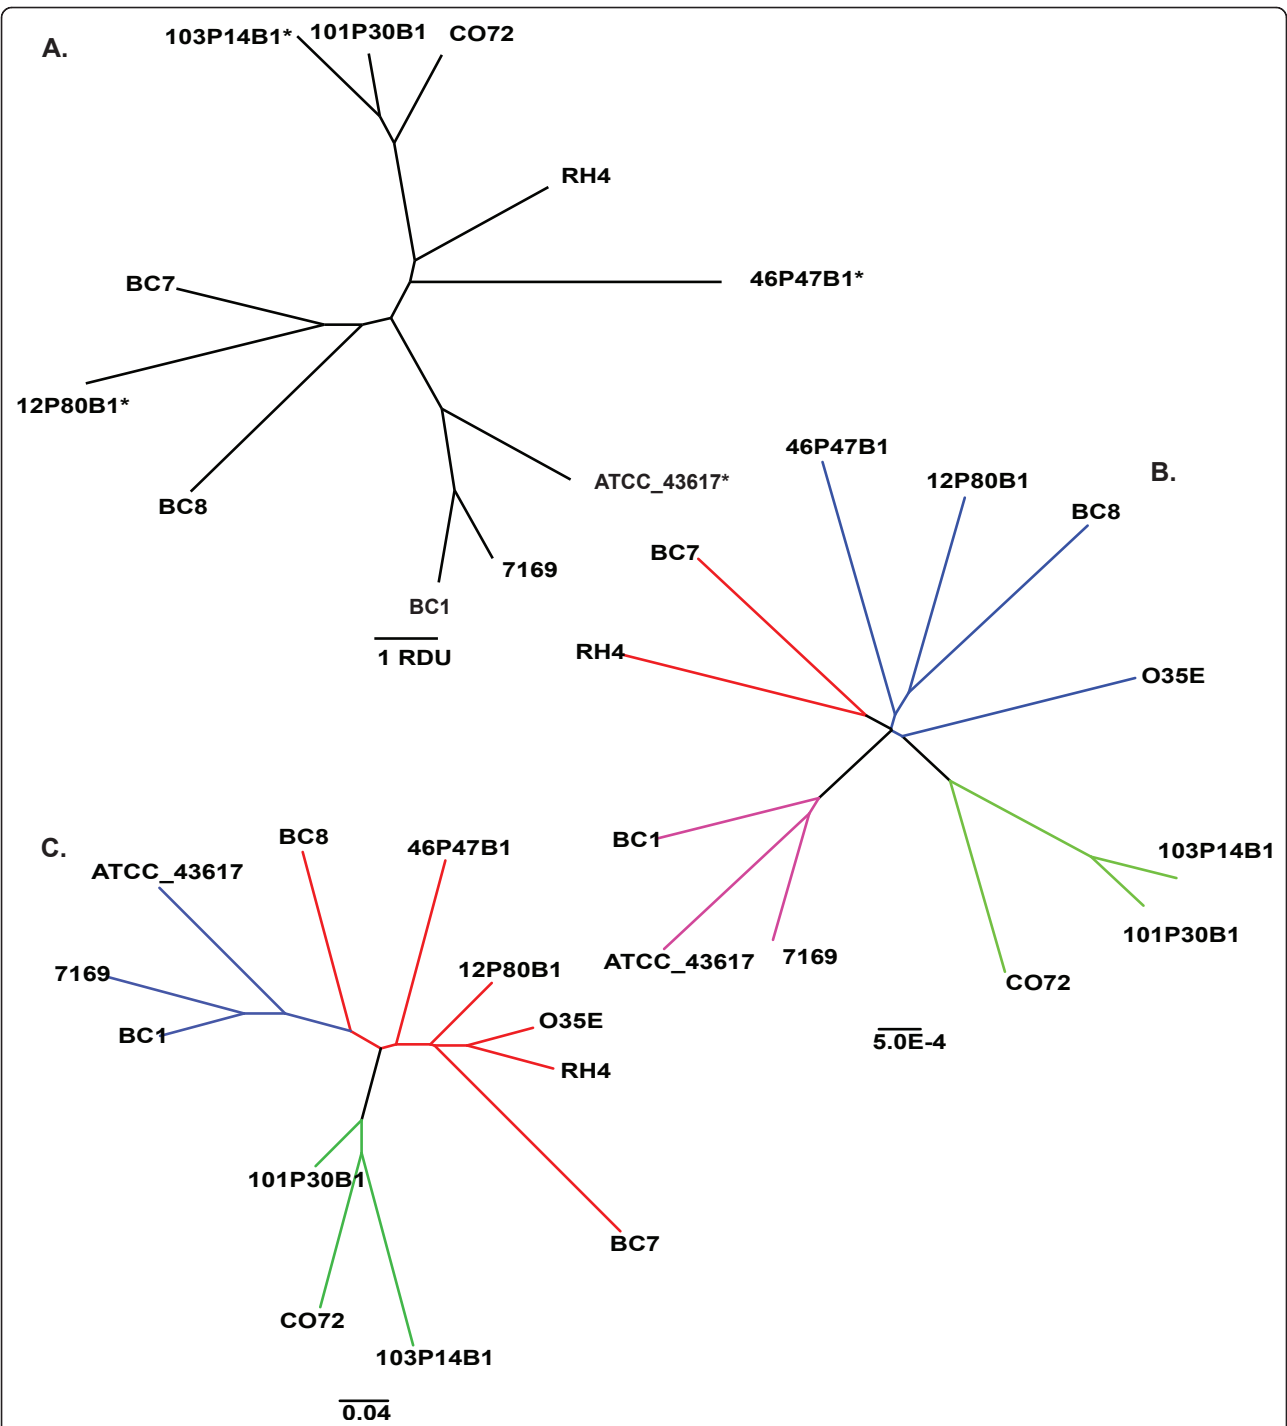 A.
103P14B1*
101P30B1
CO72
RH4
46P47B1*
BC7
12P80B1*
BC8
ATCC_43617*
7169
BC1
1 RDU
B.
46P47B1
12P80B1
BC8
BC7
RH4
O35E
BC1
ATCC_43617
7169
103P14B1
101P30B1
CO72
5.0E-4
C.
ATCC_43617
BC8
46P47B1
7169
BC1
12P80B1
O35E
RH4
101P30B1
BC7
CO72
103P14B1
0.04